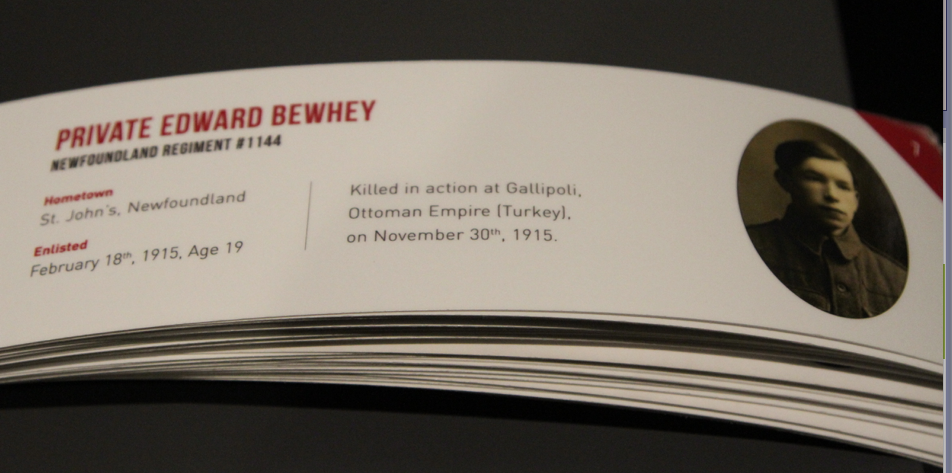 PRIVATE EDWARD BEWHEY
NEWFOUNDLAND REGIMENT #1144
Hometown
St. John's, Newfoundland
Enlisted
February 18th, 1915, Age 19
Killed in action at Gallipoli,
Ottoman Empire (Turkey),
on November 30th, 1915.